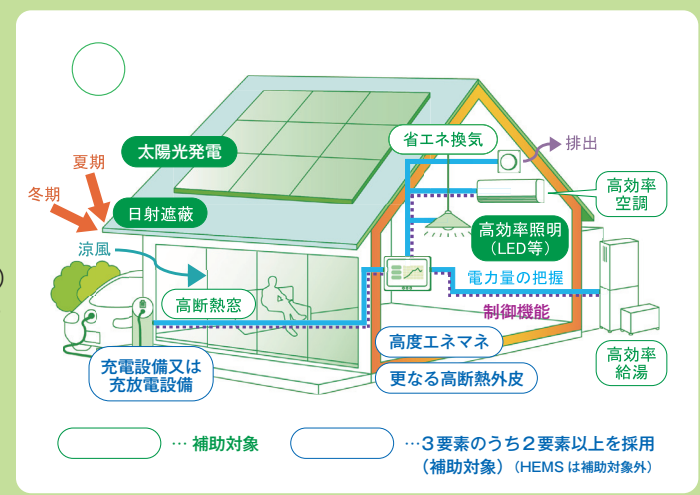 太陽光発電
夏期
冬期
日射遮蔽
涼風
省エネ換気
排出
高効率
空調
高効率照明
（LED等）
電力量の把握
制御機能
高断熱窓
高度エネマネ
更なる高断熱外皮
充電設備又は
充放電設備
高効率
給湯
… 補助対象
…3要素のうち2要素以上を採用
（補助対象）（HEMS は補助対象外）
）